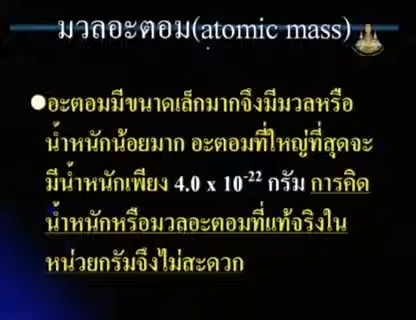 มวลอะตอม(atomic mass)
อะตอมมีขนาดเล็กมากจึงมีมวลหรือ
น้ำหนักน้อยมาก อะตอมที่ใหญ่ที่สุดจะ
มีน้ำหนักเพียง 4.0 x 10⁻²² กรัม การคิด
น้ำหนักหรือมวลอะตอมที่แท้จริงใน
หน่วยกรัมจึงไม่สะดวก